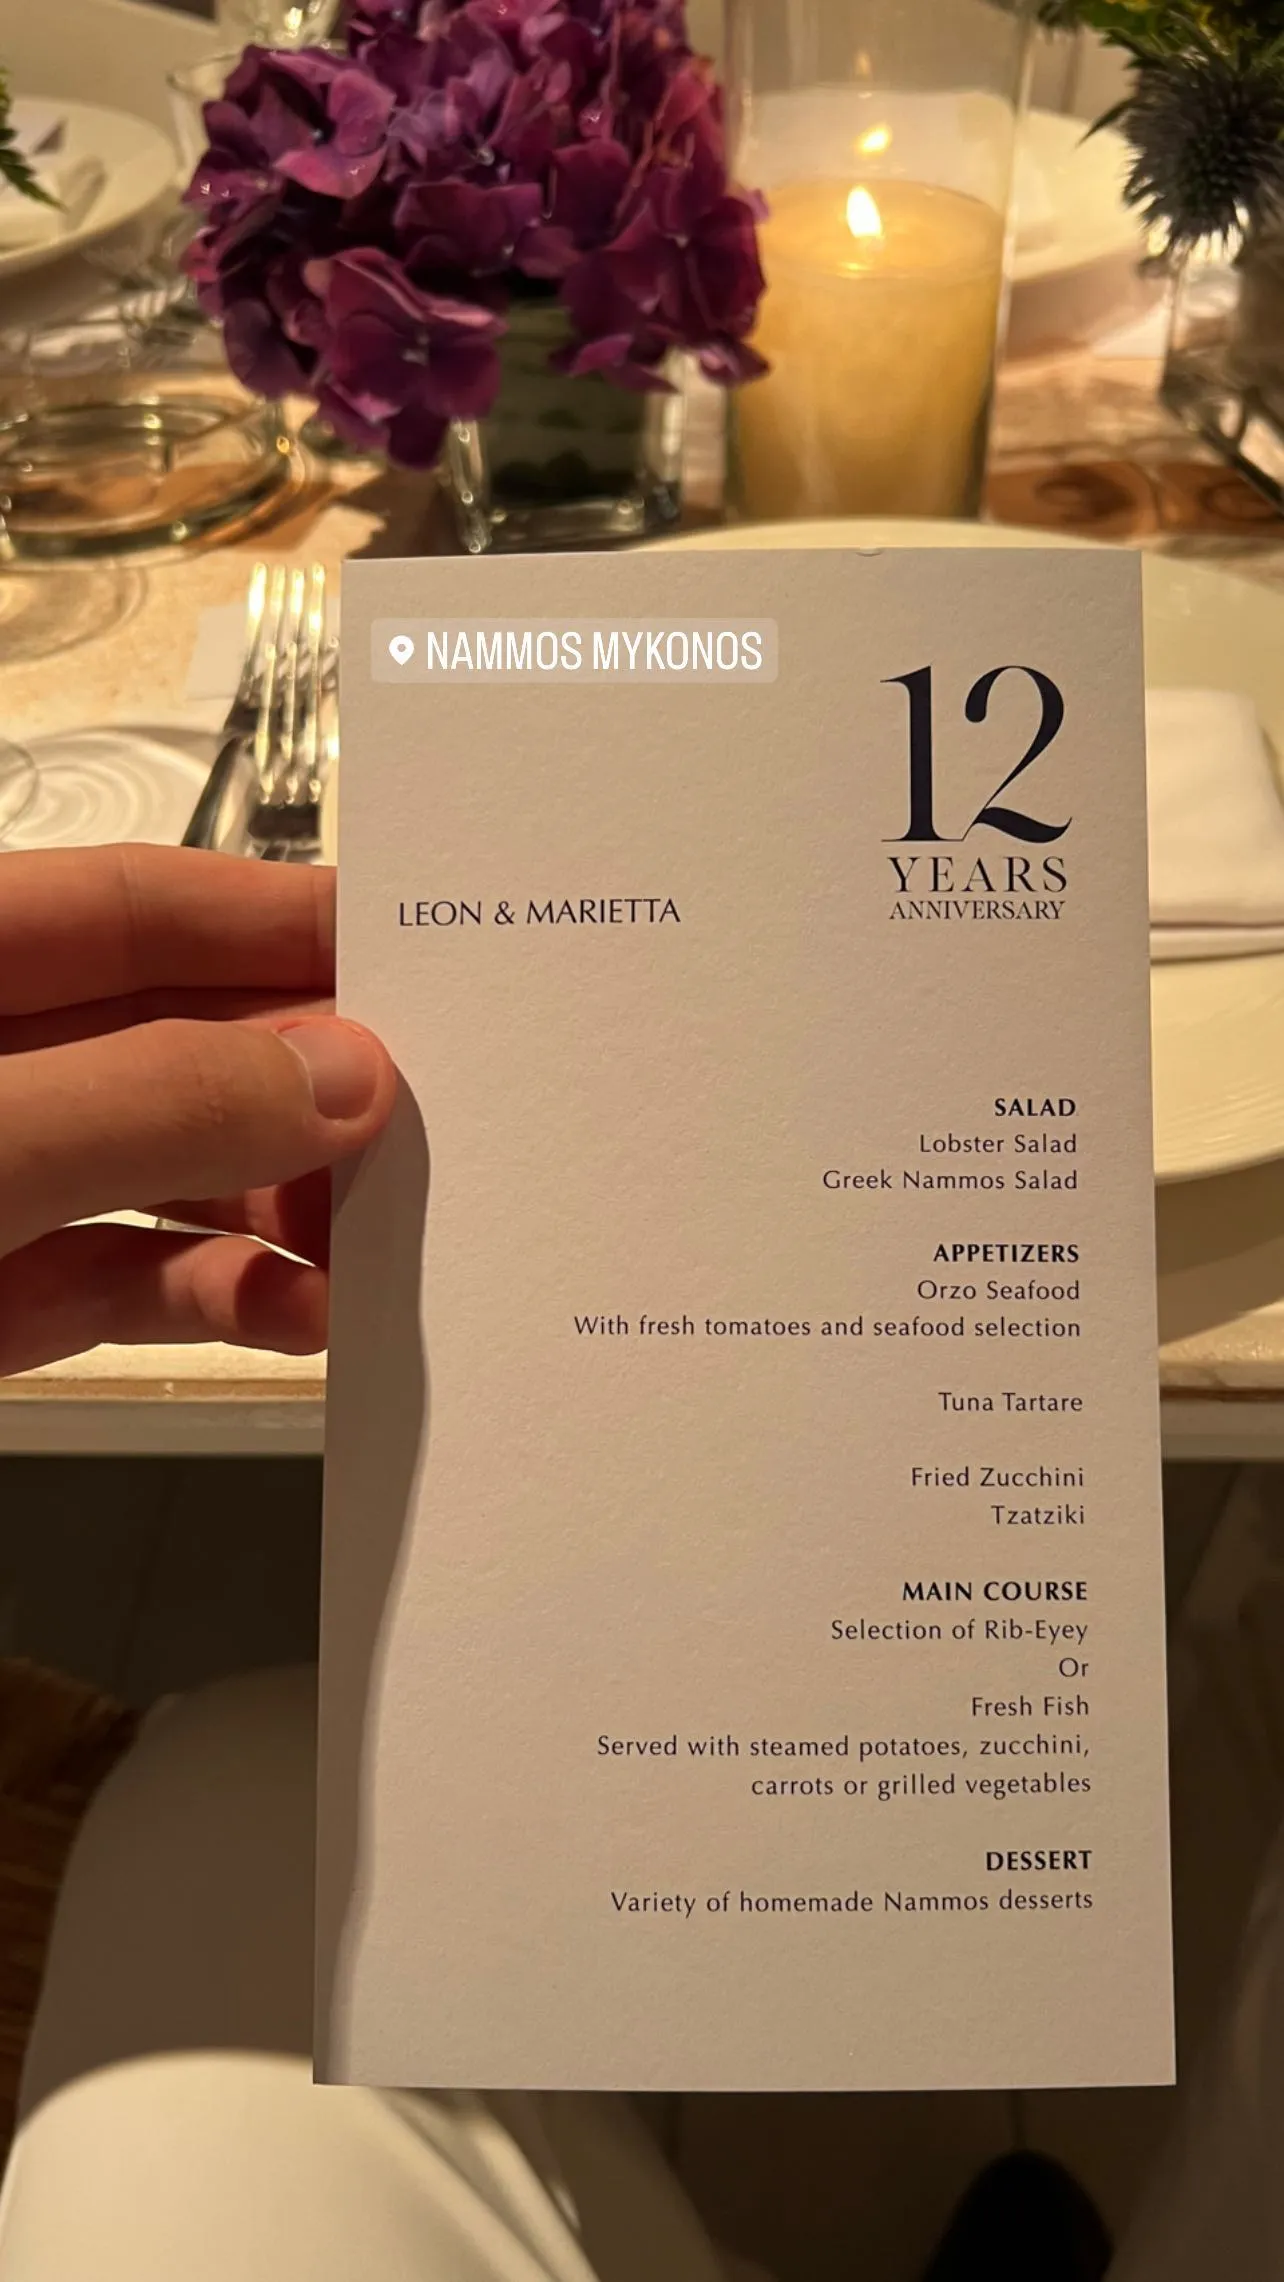 NAMMOS MYKONOS
12
YEARS
ANNIVERSARY
LEON & MARIETTA
SALAD
Lobster Salad
Greek Nammos Salad
APPETIZERS
Orzo Seafood
With fresh tomatoes and seafood selection
Tuna Tartare
Fried Zucchini
Tzatziki
MAIN COURSE
Selection of Rib-Eyey
Or
Fresh Fish
Served with steamed potatoes, zucchini,
carrots or grilled vegetables
DESSERT
Variety of homemade Nammos desserts